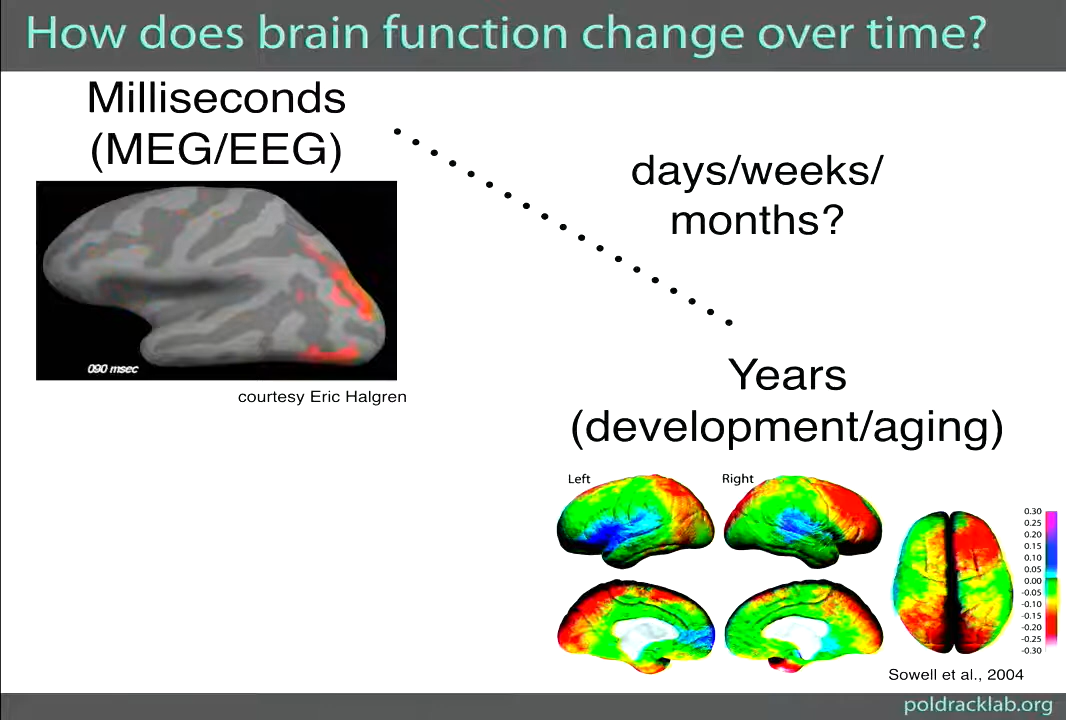 How does brain function change over time?
Milliseconds
(MEG/EEG)
days/weeks/
months?
090 msec
courtesy Eric Halgren
Years
(development/aging)
Left
Right
0.30
0.25
0.20
0.15
0.10
0.05
0.00
-0.05
-0.10
-0.15
-0.20
-0.25
-0.30
Sowell et al., 2004
poldracklab.org